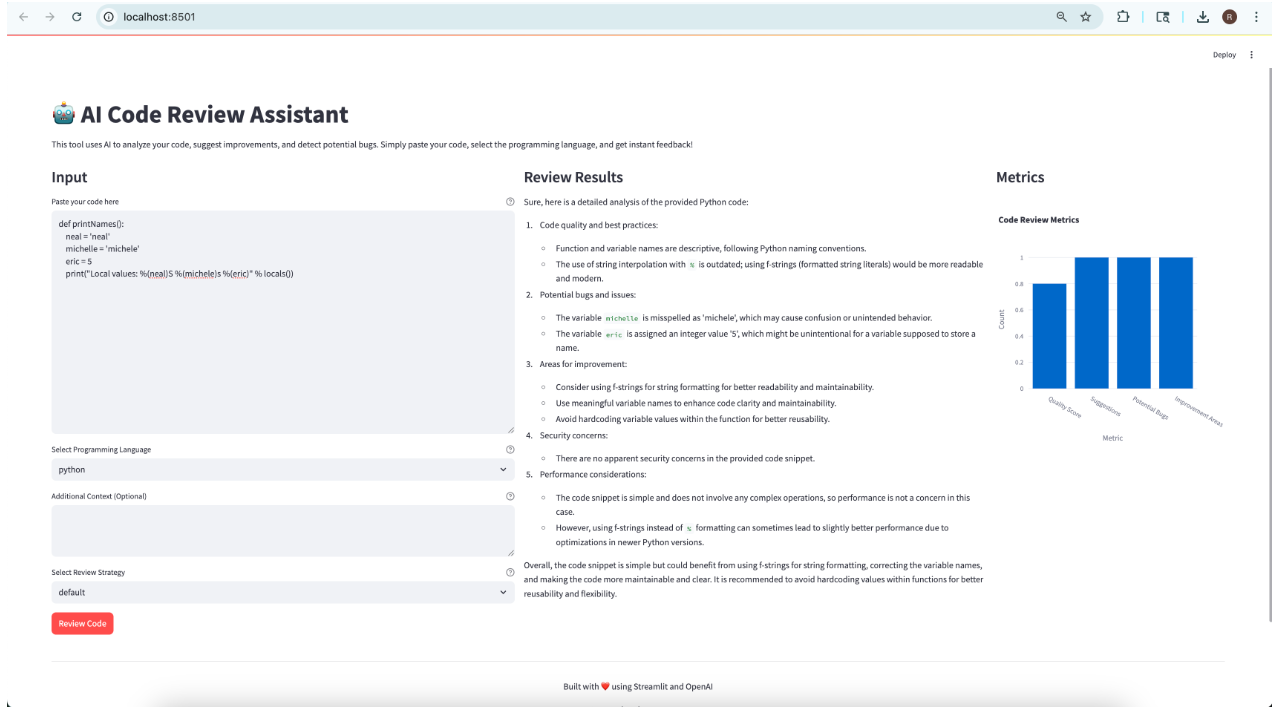 localhost:8501
R
Deploy
AI Code Review Assistant
This tool uses AI to analyze your code, suggest improvements, and detect potential bugs. Simply paste your code, select the programming language, and get instant feedback!
Input
Paste your code here
def printNames():
neal = 'neal'
michelle = 'michele'
eric = 5
print("Local values: %(neal)S %(michele)s %(eric)" % locals())
Select Programming Language
python
Additional Context (Optional)
Select Review Strategy
default
Review Code
Review Results
Sure, here is a detailed analysis of the provided Python code:
1. Code quality and best practices:
Function and variable names are descriptive, following Python naming conventions.
The use of string interpolation with % is outdated; using f-strings (formatted string literals) would be more readable
and modern.
2. Potential bugs and issues:
The variable michelle is misspelled as 'michele', which may cause confusion or unintended behavior.
The variable eric is assigned an integer value '5', which might be unintentional for a variable supposed to store a
name.
3. Areas for improvement:
Consider using f-strings for string formatting for better readability and maintainability.
Use meaningful variable names to enhance code clarity and maintainability.
Avoid hardcoding variable values within the function for better reusability.
4. Security concerns:
There are no apparent security concerns in the provided code snippet.
5. Performance considerations:
The code snippet is simple and does not involve any complex operations, so performance is not a concern in this
case.
However, using f-strings instead of % formatting can sometimes lead to slightly better performance due to
optimizations in newer Python versions.
Overall, the code snippet is simple but could benefit from using f-strings for string formatting, correcting the variable names,
and making the code more maintainable and clear. It is recommended to avoid hardcoding values within functions for better
reusability and flexibility.
Metrics
Code Review Metrics
1
0.8
0.6
0.4
0.2
0
Count
Quality Score
Suggestions
Potential Bugs
Improvement Areas
Metric
Built with ❤️ using Streamlit and OpenAI